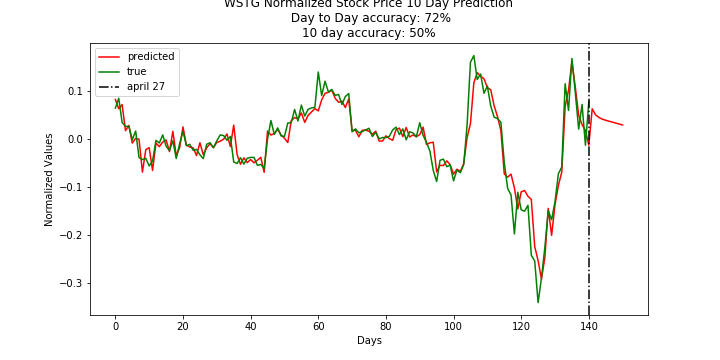 WSTG Normalized Stock Price 10 Day Prediction
Day to Day accuracy: 72%
10 day accuracy: 50%
predicted
true
april 27
Normalized Values
0.1
0.0
−0.1
−0.2
−0.3
0 20 40 60 80 100 120 140
Days